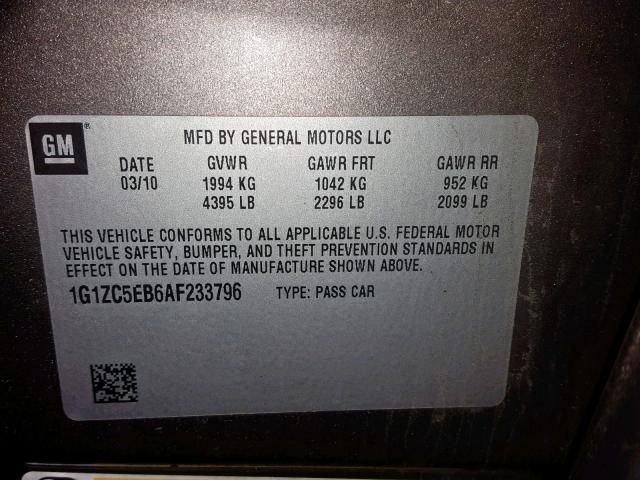 GM®
MFD BY GENERAL MOTORS LLC
DATE GVWR GAWR FRT GAWR RR
03/10 1994 KG 1042 KG 952 KG
4395 LB 2296 LB 2099 LB
THIS VEHICLE CONFORMS TO ALL APPLICABLE U.S. FEDERAL MOTOR
VEHICLE SAFETY, BUMPER, AND THEFT PREVENTION STANDARDS IN
EFFECT ON THE DATE OF MANUFACTURE SHOWN ABOVE.
1G1ZC5EB6AF233796 TYPE: PASS CAR